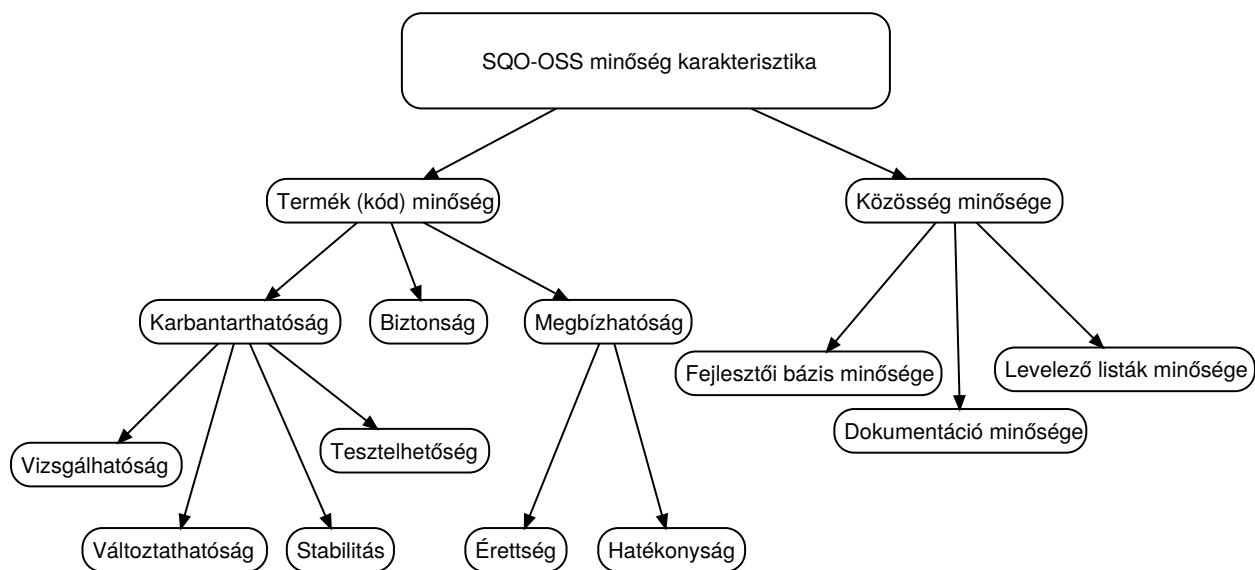 SQO-OSS minőség karakterisztika
Termék (kód) minőség
Közösség minősége
Karbantarthatóság
Biztonság
Megbízhatóság
Fejlesztői bázis minősége
Levelező listák minősége
Dokumentáció minősége
Vizsgálhatóság
Tesztelhetőség
Változtathatóság
Stabilitás
Érettség
Hatékonyság